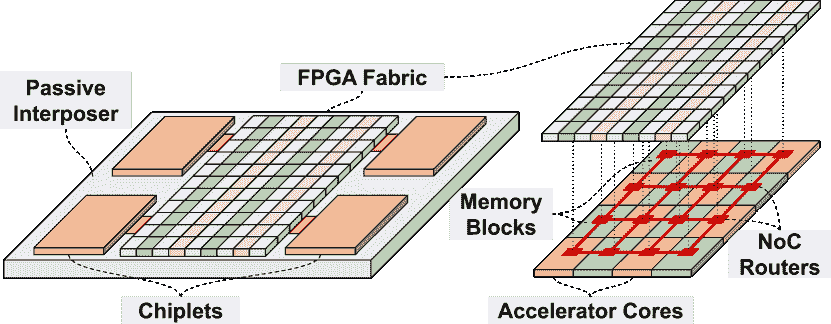 FPGA Fabric
Passive
Interposer
Chiplets
Memory
Blocks
NoC
Routers
Accelerator Cores